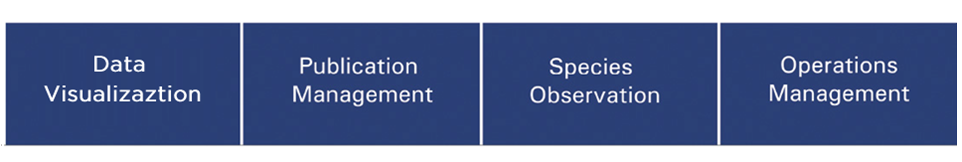 Data
Visualizaztion
Publication
Management
Species
Observation
Operations
Management